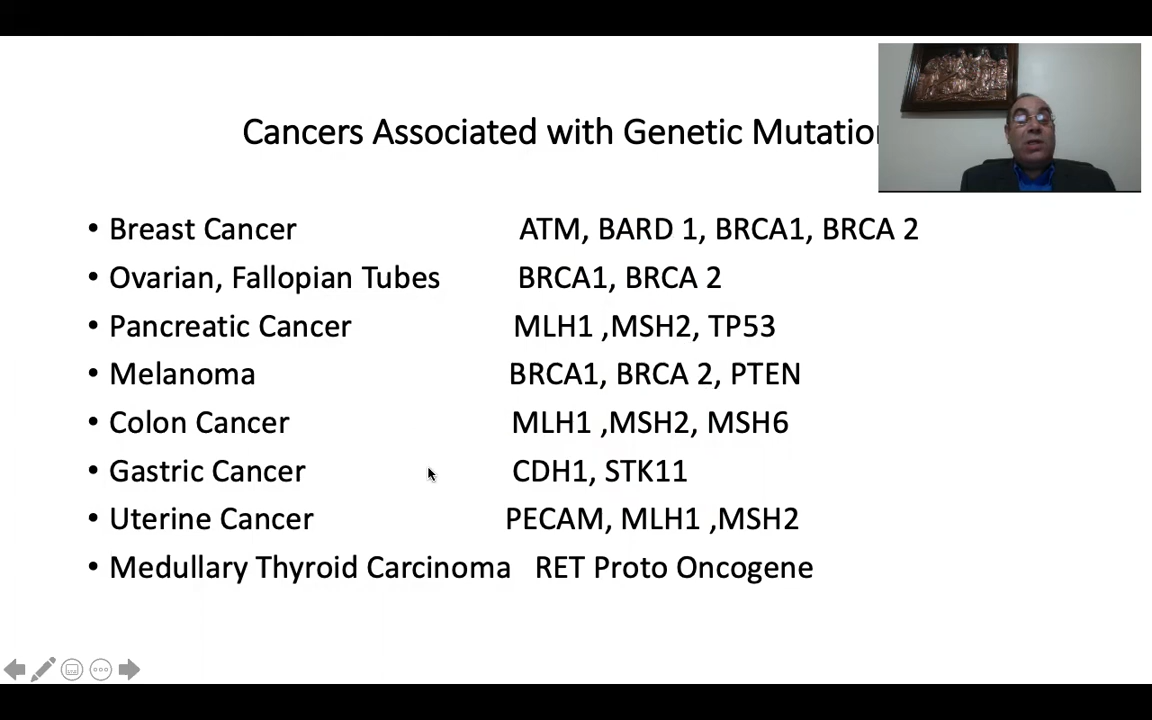 Cancers Associated with Genetic Mutation
• Breast Cancer ATM, BARD 1, BRCA1, BRCA 2
• Ovarian, Fallopian Tubes BRCA1, BRCA 2
• Pancreatic Cancer MLH1 ,MSH2, TP53
• Melanoma BRCA1, BRCA 2, PTEN
• Colon Cancer MLH1 ,MSH2, MSH6
• Gastric Cancer CDH1, STK11
• Uterine Cancer PECAM, MLH1 ,MSH2
• Medullary Thyroid Carcinoma RET Proto Oncogene